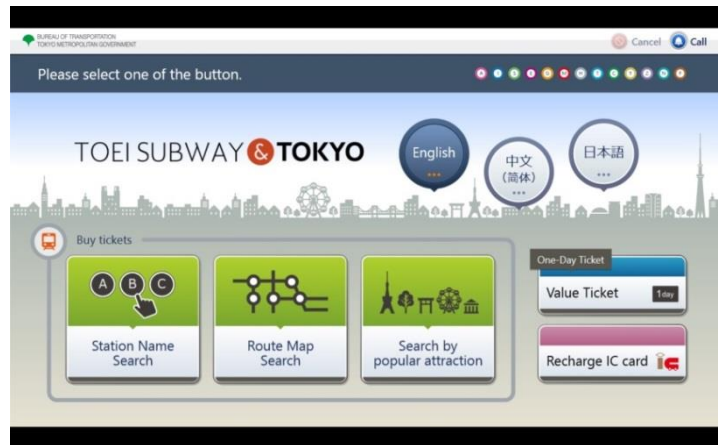 BUREAU OF TRANSPORTATION
TOKYO METROPOLITAN GOVERNMENT
Cancel
Call
Please select one of the button.
TOEI SUBWAY & TOKYO
English
中文
(简体)
日本語
Buy tickets
A B C
Station Name
Search
Route Map
Search
Search by
popular attraction
One-Day Ticket
Value Ticket
1day
Recharge IC card